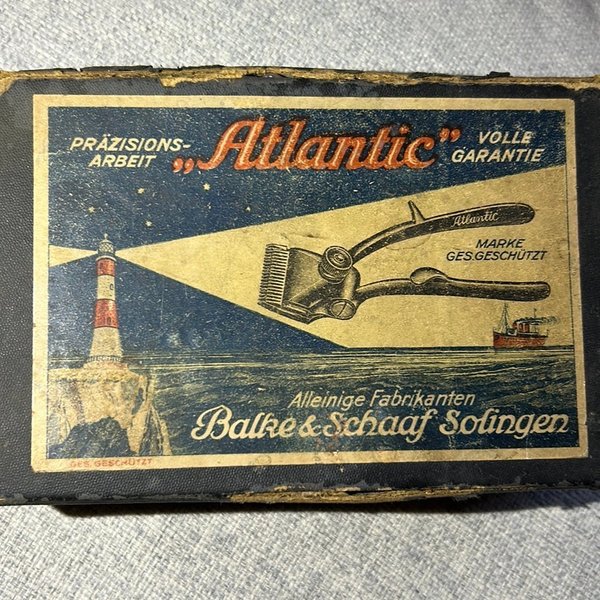 PRÄZISIONS-
ARBEIT
„Atlantic”
VOLLE
GARANTIE
Atlantic
MARKE
GES.GESCHÜTZT
Alleinige Fabrikanten
Balke & Schaaf Solingen
GES.GESCHÜTZT